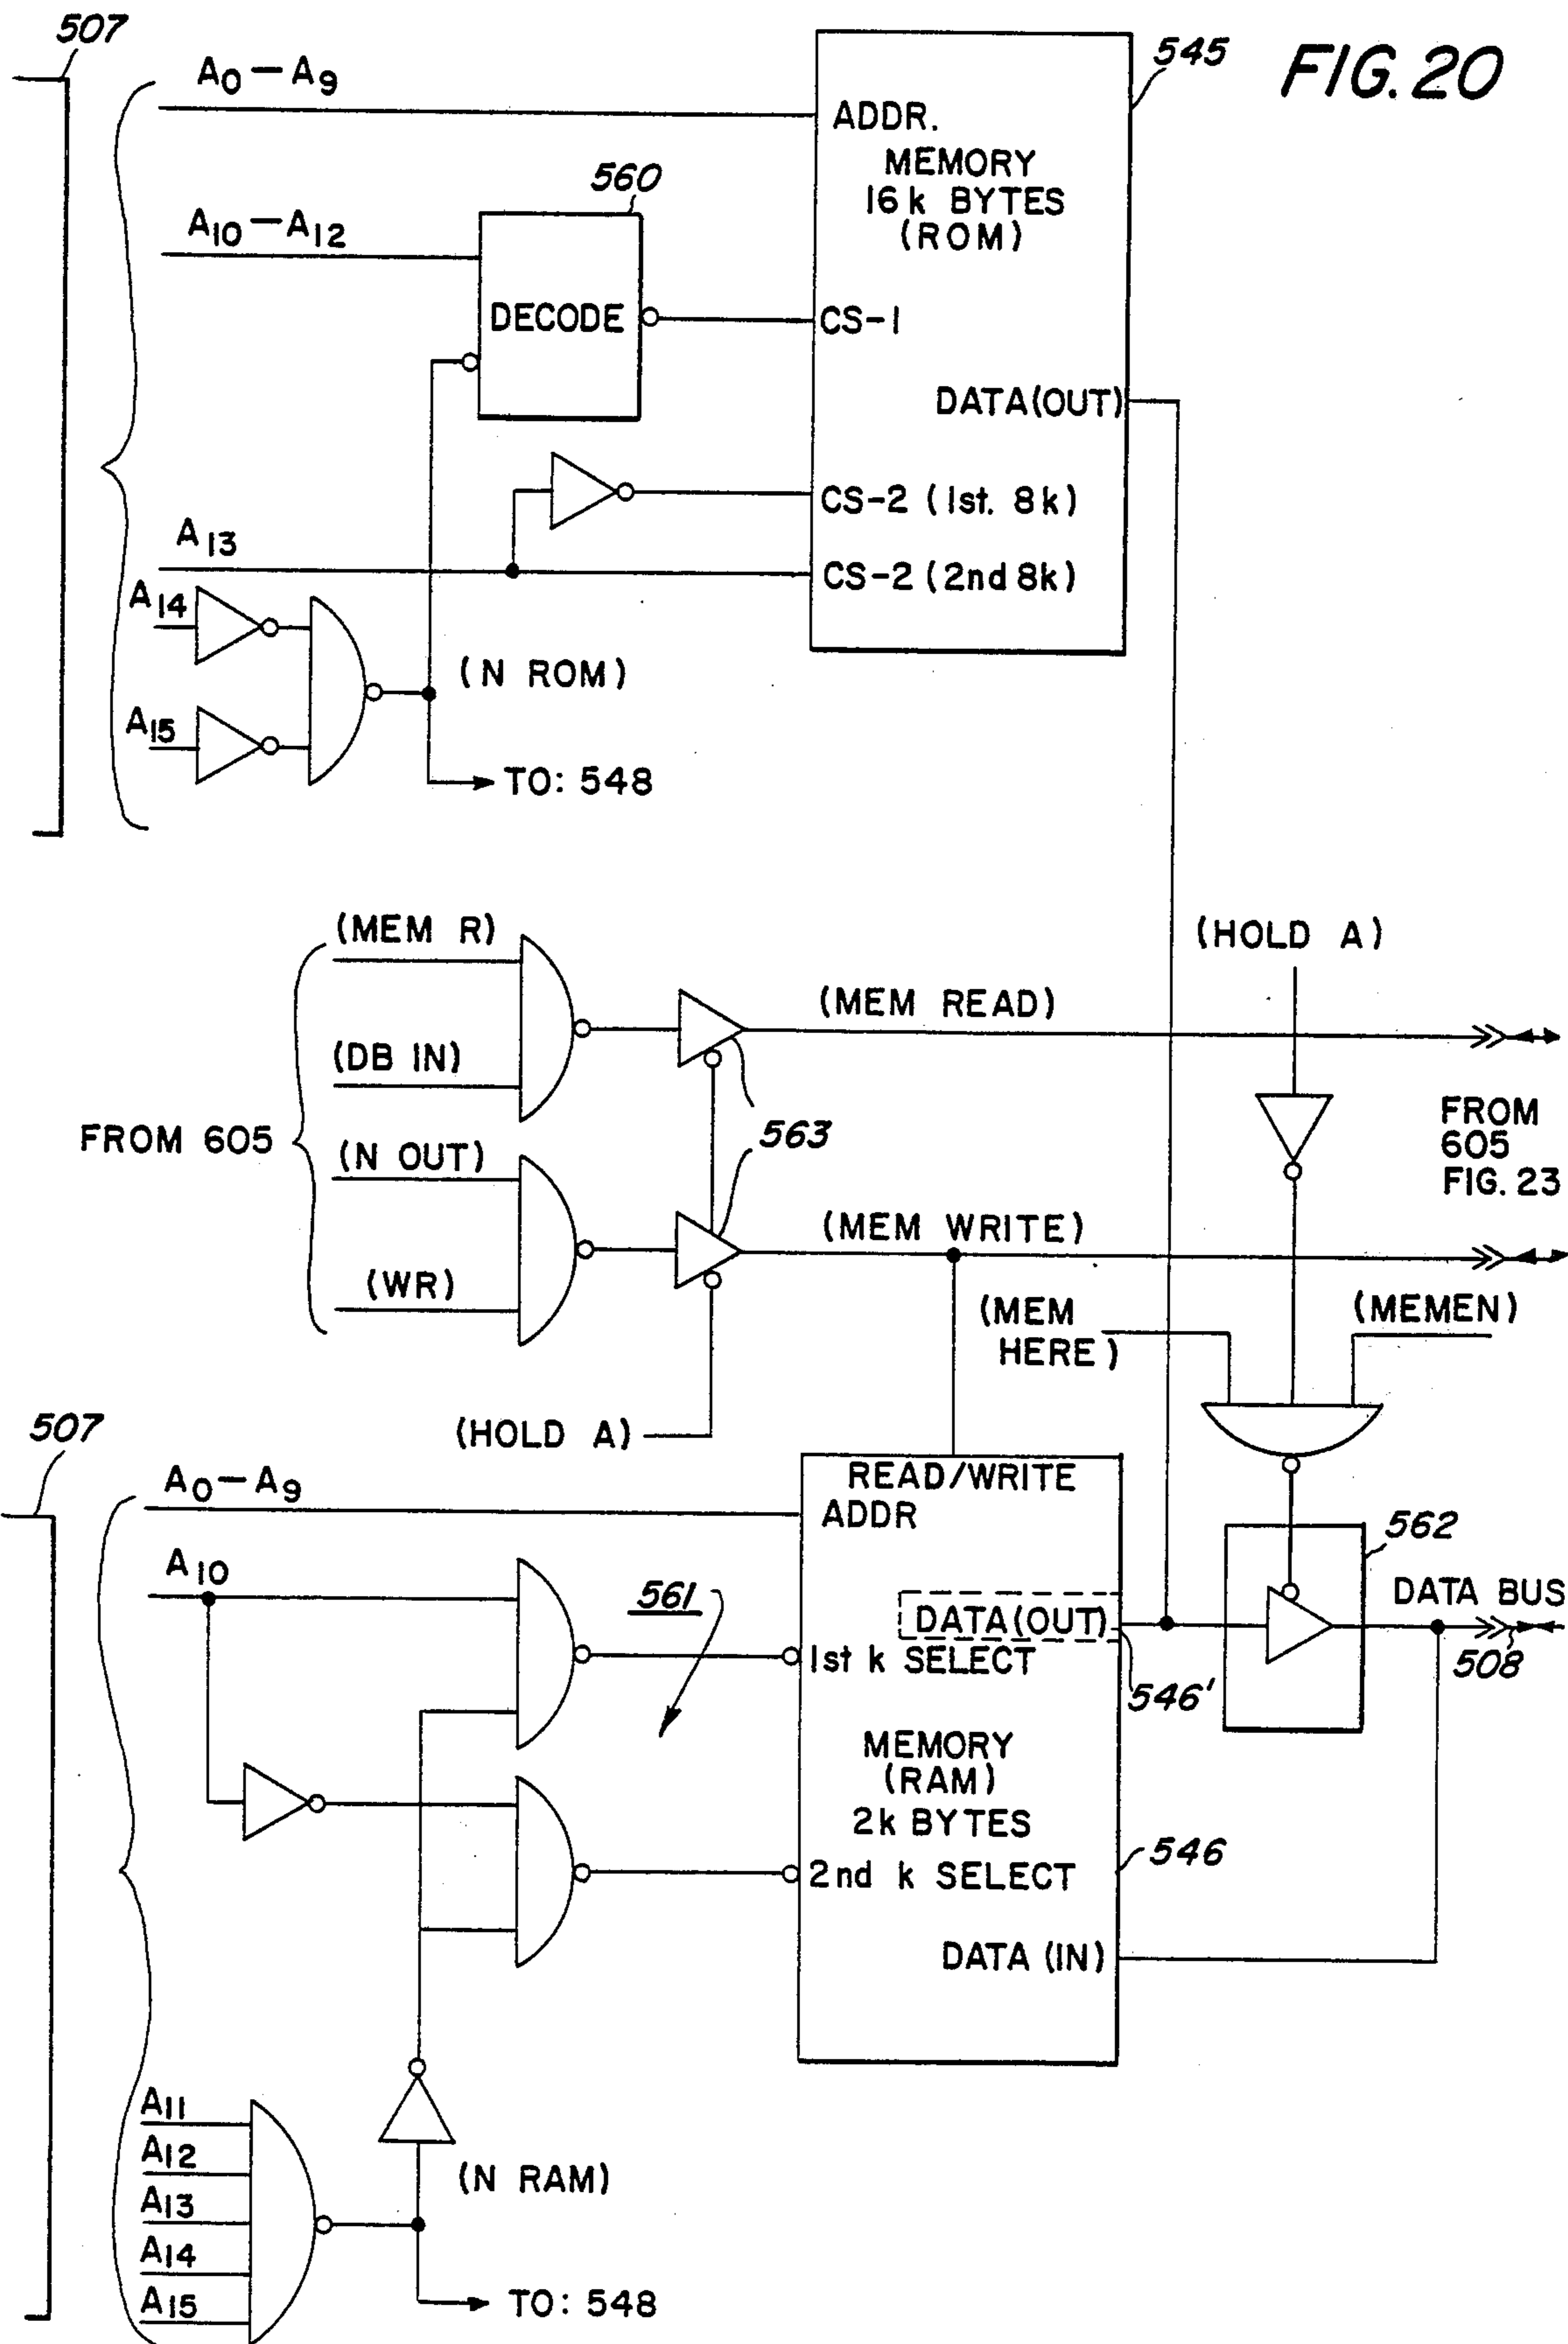 FIG. 20
507
A0–A9
545
ADDR.
MEMORY
16k BYTES
(ROM)
560
A10–A12
DECODE
CS-1
DATA(OUT)
CS-2 (1st. 8k)
A13
CS-2 (2nd 8k)
A14
(N ROM)
A15
TO: 548
(MEM R)
(HOLD A)
(MEM READ)
(DB IN)
FROM 605
563
FROM
605
FIG. 23
(N OUT)
(MEM WRITE)
(WR)
(MEM
HERE)
(MEMEN)
(HOLD A)
507
A0–A9
READ/WRITE
ADDR
562
A10
561
DATA(OUT)
DATA BUS
1st k SELECT
508
546'
MEMORY
(RAM)
2k BYTES
546
2nd k SELECT
DATA (IN)
A11
A12
(N RAM)
A13
A14
A15
TO: 548